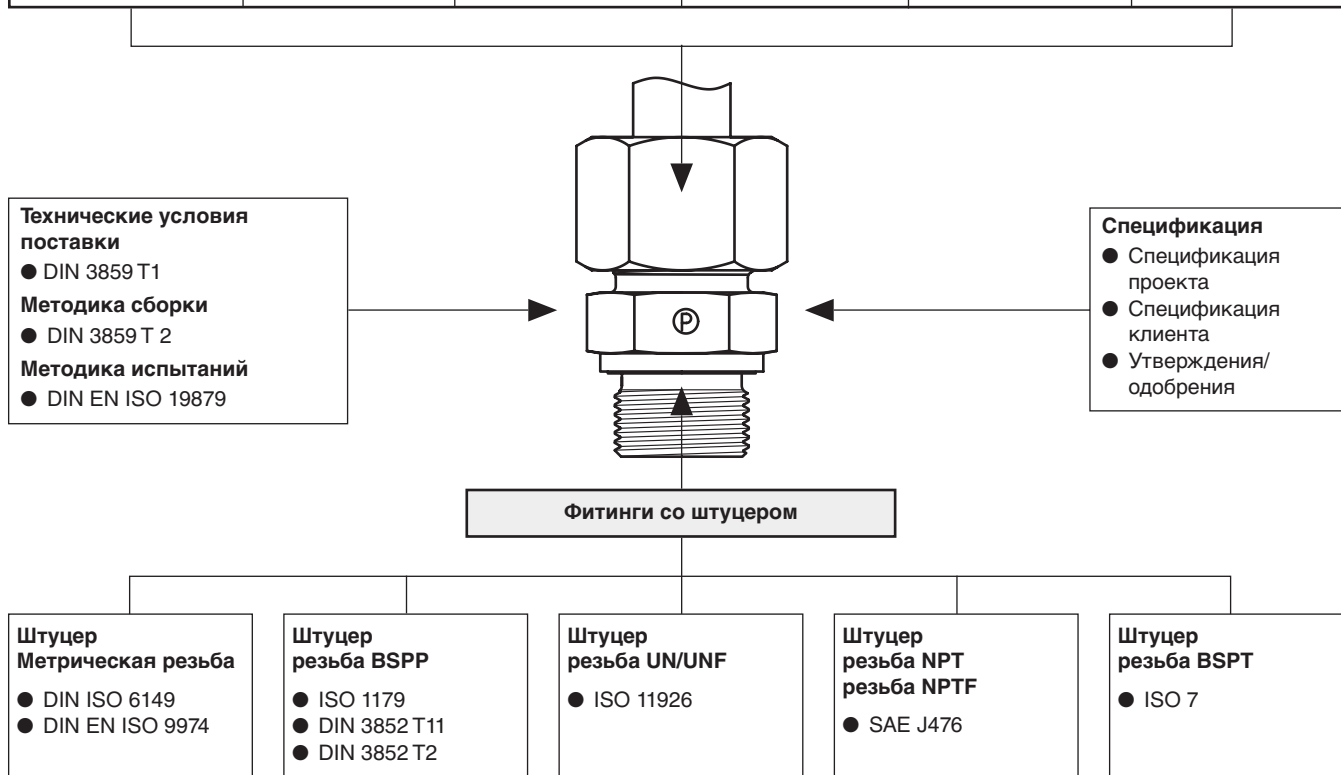 Технические условия
поставки
● DIN 3859 T1
Методика сборки
● DIN 3859 T 2
Методика испытаний
● DIN EN ISO 19879
P
Спецификация
● Спецификация
проекта
● Спецификация
клиента
● Утверждения/
одобрения
Фитинги со штуцером
Штуцер
Метрическая резьба
● DIN ISO 6149
● DIN EN ISO 9974
Штуцер
резьба BSPP
● ISO 1179
● DIN 3852 T11
● DIN 3852 T2
Штуцер
резьба UN/UNF
● ISO 11926
Штуцер
резьба NPT
резьба NPTF
● SAE J476
Штуцер
резьба BSPT
● ISO 7